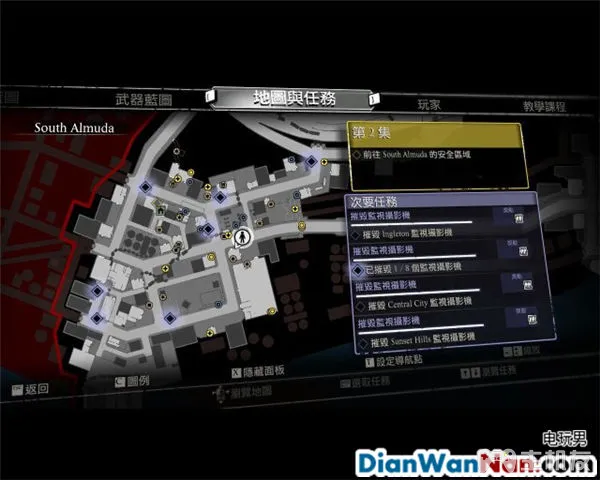 武器藍圖
地圖與任務
玩家
教學課程
South Almuda
第2集
前往 South Almuda 的安全區域
次要任務
摧毀監視攝影機
摧毀 Ingleton 監視攝影機
摧毀監視攝影機
已摧毀 1 / 8 個監視攝影機
摧毀監視攝影機
摧毀 Central City 監視攝影機
摧毀監視攝影機
摧毀 Sunset Hills 監視攝影機
返回
C 圖例
X 隱藏面板
T 設定導航點
瀏覽地圖
選取任務
瀏覽任務
电玩男
DianWanNan.com